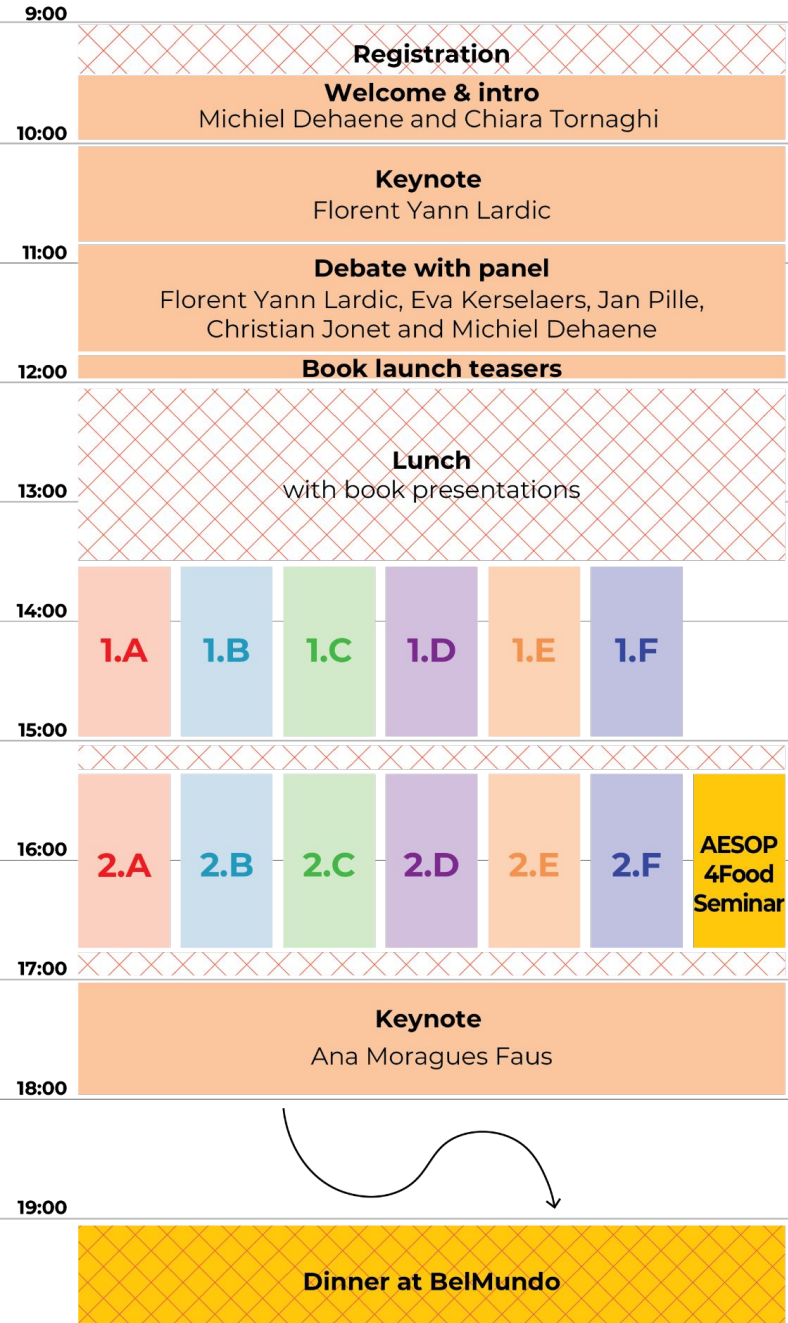 9:00
Registration
Welcome & intro
Michiel Dehaene and Chiara Tornaghi
10:00
Keynote
Florent Yann Lardic
11:00
Debate with panel
Florent Yann Lardic, Eva Kerselaers, Jan Pille,
Christian Jonet and Michiel Dehaene
Book launch teasers
12:00
Lunch
with book presentations
13:00
14:00
1.A 1.B 1.C 1.D 1.E 1.F
15:00
16:00
2.A 2.B 2.C 2.D 2.E 2.F
AESOP
4Food
Seminar
17:00
Keynote
Ana Moragues Faus
18:00
19:00
Dinner at BelMundo